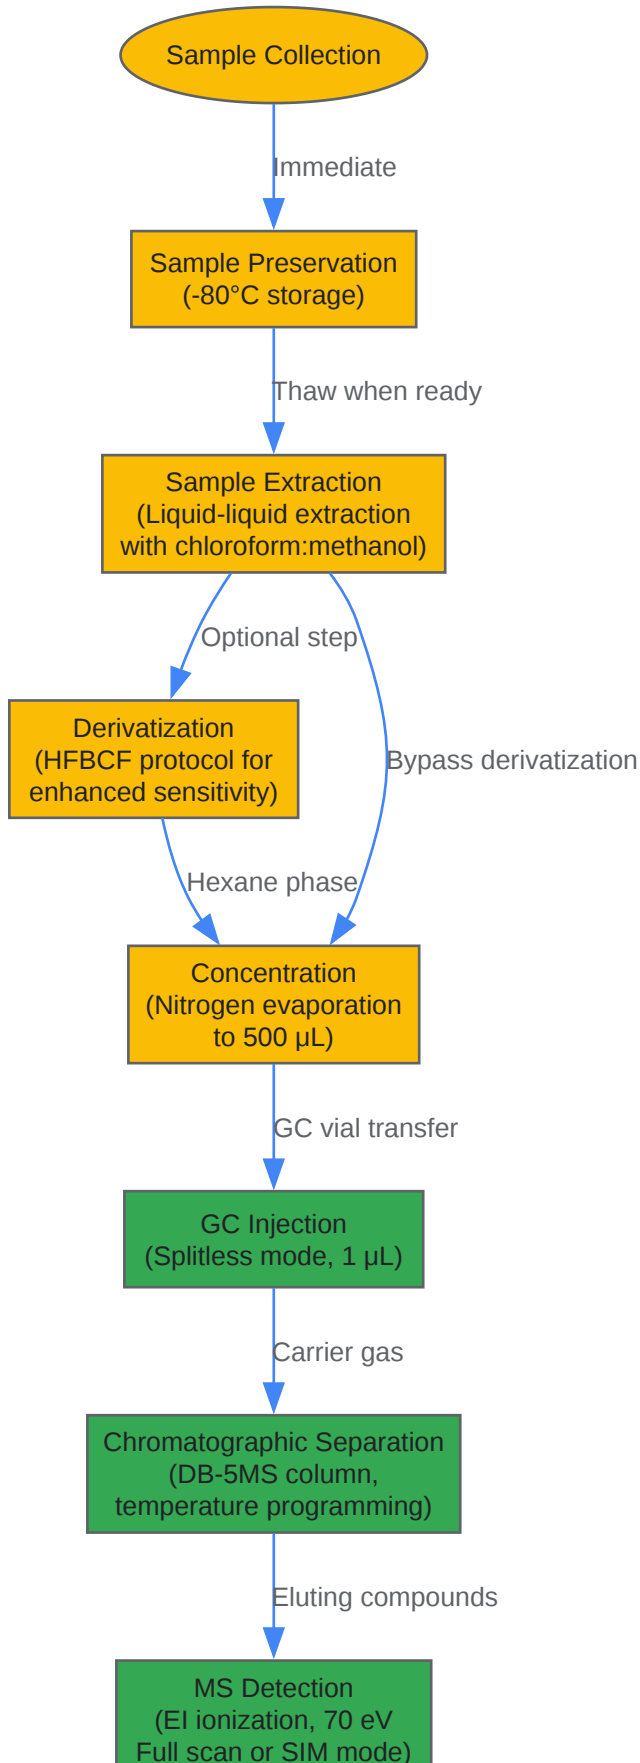 Sample Collection
Immediate
Sample Preservation
(-80°C storage)
Thaw when ready
Sample Extraction
(Liquid-liquid extraction
with chloroform:methanol)
Optional step
Derivatization
(HFBCF protocol for
enhanced sensitivity)
Bypass derivatization
Hexane phase
Concentration
(Nitrogen evaporation
to 500 μL)
GC vial transfer
GC Injection
(Splitless mode, 1 μL)
Carrier gas
Chromatographic Separation
(DB-5MS column,
temperature programming)
Eluting compounds
MS Detection
(EI ionization, 70 eV
Full scan or SIM mode)